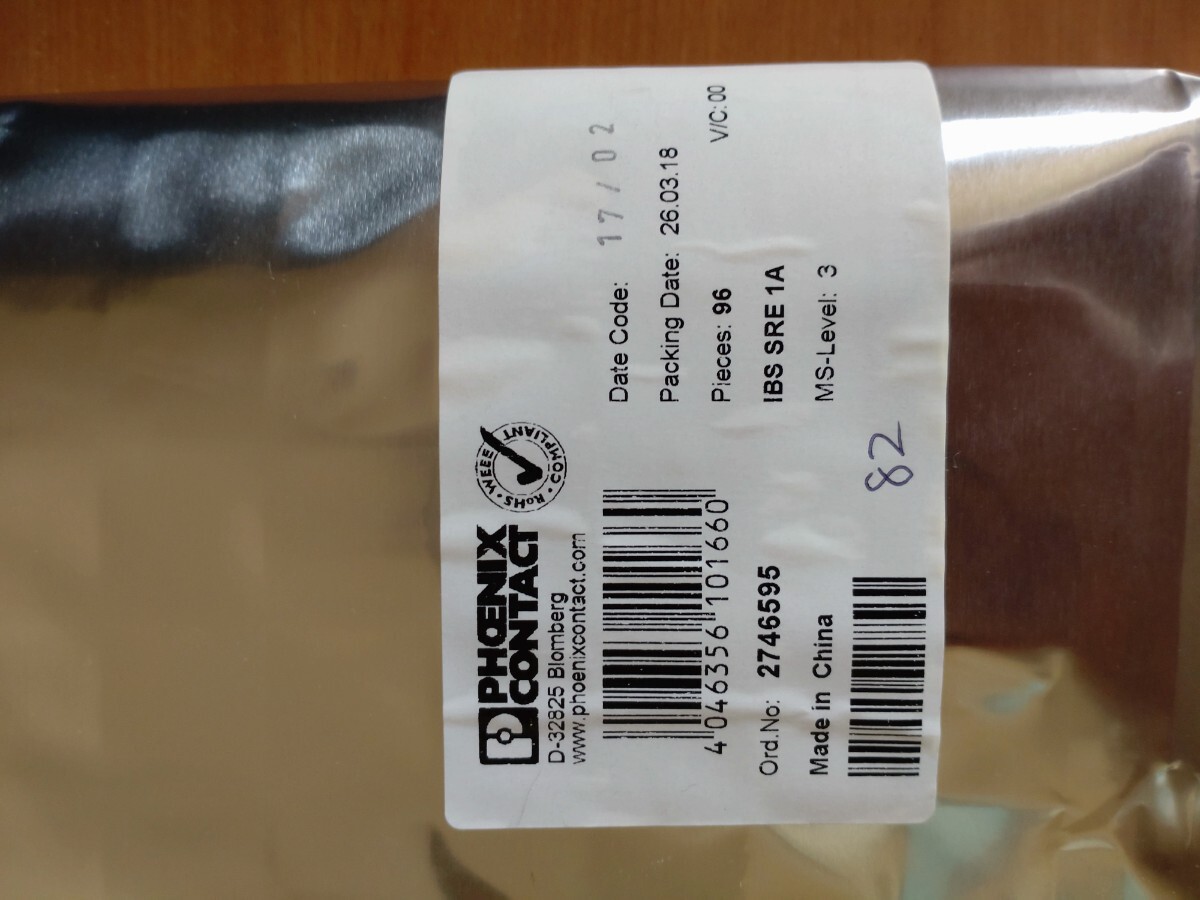 PHŒNIX
CONTACT
RoHS · WEEE · COMPLIANT
D-32825 Blomberg
www.phoenixcontact.com
4 046356 101660
Ord.No: 2746595
Made in China
Date Code: 17/02
Packing Date: 26.03.18
Pieces: 96 V/C: 00
IBS SRE 1A
MS-Level: 3
82